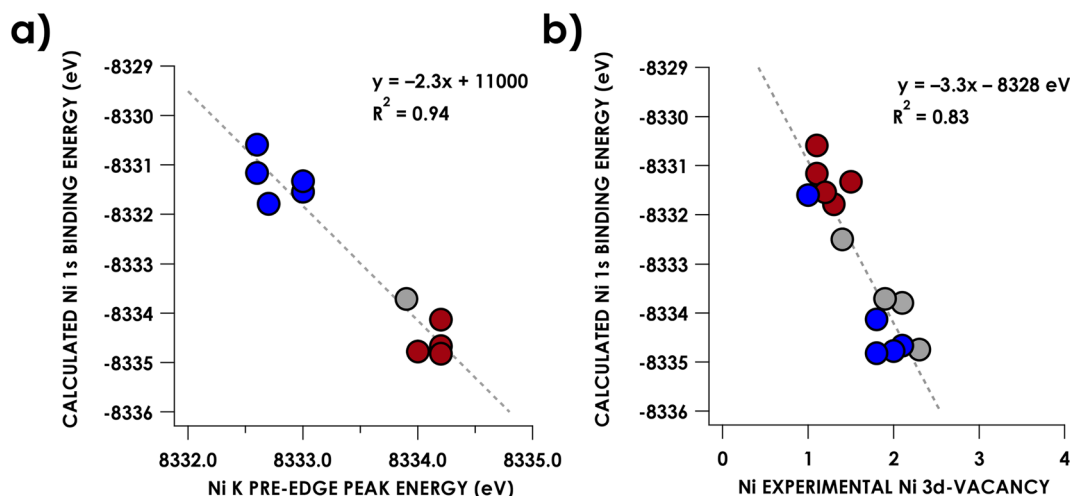 a)
CALCULATED Ni 1s BINDING ENERGY (eV)
-8329
-8330
-8331
-8332
-8333
-8334
-8335
-8336
y = –2.3x + 11000
R² = 0.94
8332.0 8333.0 8334.0 8335.0
Ni K PRE-EDGE PEAK ENERGY (eV)
b)
CALCULATED Ni 1s BINDING ENERGY (eV)
-8329
-8330
-8331
-8332
-8333
-8334
-8335
-8336
y = –3.3x – 8328 eV
R² = 0.83
0 1 2 3 4
Ni EXPERIMENTAL Ni 3d-VACANCY